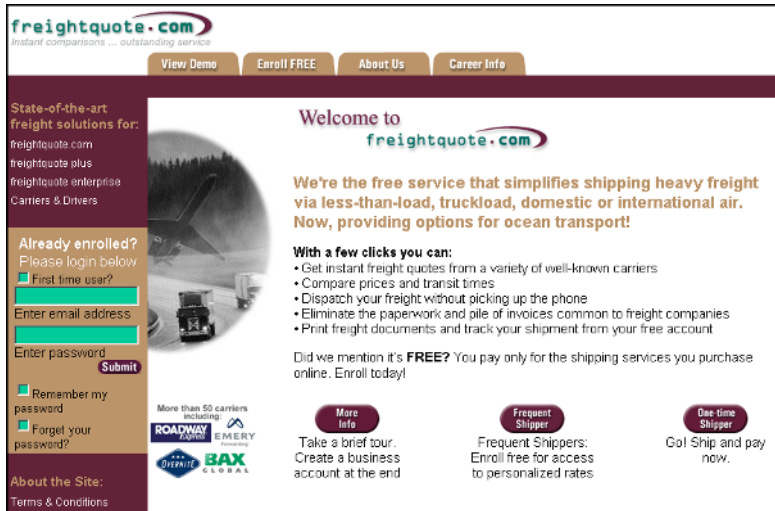 freightquote.com
Instant comparisons ... outstanding service
View Demo
Enroll FREE
About Us
Career Info
State-of-the-art
freight solutions for:
freightquote.com
freightquote plus
freightquote enterprise
Carriers & Drivers
Already enrolled?
Please login below
First time user?
Enter email address
Enter password
Submit
Remember my
password
Forget your
password?
About the Site:
Terms & Conditions
More than 50 carriers
including:
ROADWAY
Express
EMERY
Forwarding
OVERNITE
BAX
GLOBAL
Welcome to
freightquote.com
We're the free service that simplifies shipping heavy freight
via less-than-load, truckload, domestic or international air.
Now, providing options for ocean transport!
With a few clicks you can:
• Get instant freight quotes from a variety of well-known carriers
• Compare prices and transit times
• Dispatch your freight without picking up the phone
• Eliminate the paperwork and pile of invoices common to freight companies
• Print freight documents and track your shipment from your free account
Did we mention it's FREE? You pay only for the shipping services you purchase
online. Enroll today!
More
Info
Take a brief tour.
Create a business
account at the end
Frequent
Shipper
Frequent Shippers:
Enroll free for access
to personalized rates
One-time
Shipper
Go! Ship and pay
now.